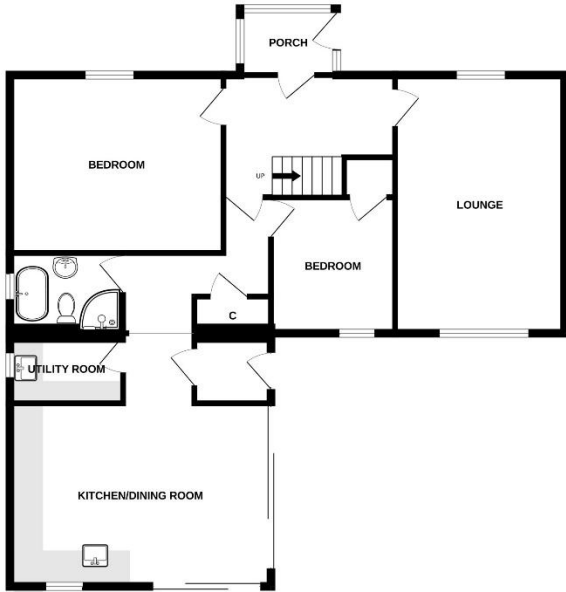 PORCH
BEDROOM
UP
LOUNGE
BEDROOM
C
UTILITY ROOM
KITCHEN/DINING ROOM